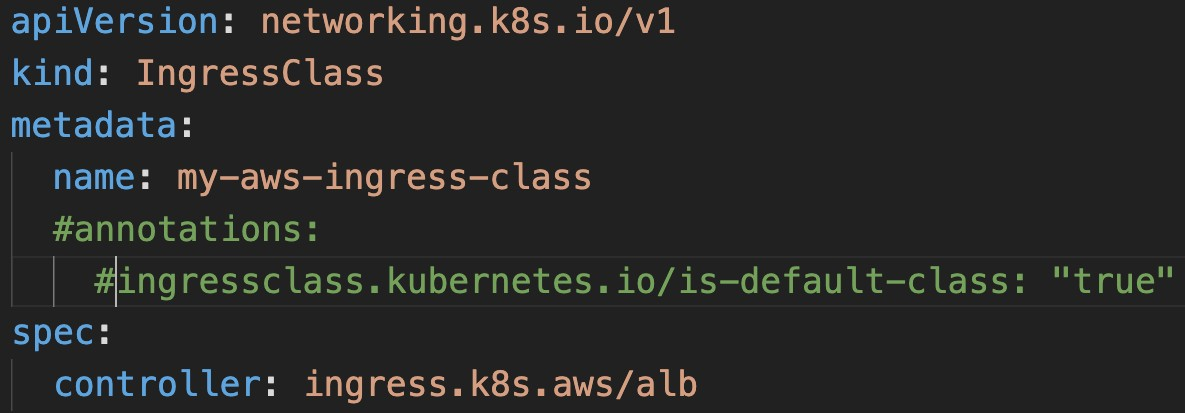 apiVersion: networking.k8s.io/v1
kind: IngressClass
metadata:
  name: my-aws-ingress-class
  #annotations:
    #ingressclass.kubernetes.io/is-default-class: "true"
spec:
  controller: ingress.k8s.aws/alb